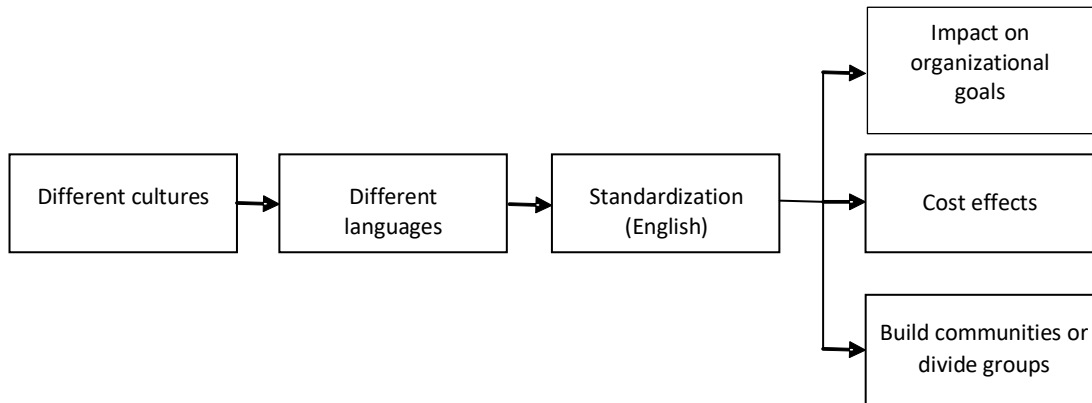 Impact on
organizational
goals
Different cultures
Different
languages
Standardization
(English)
Cost effects
Build communities or
divide groups